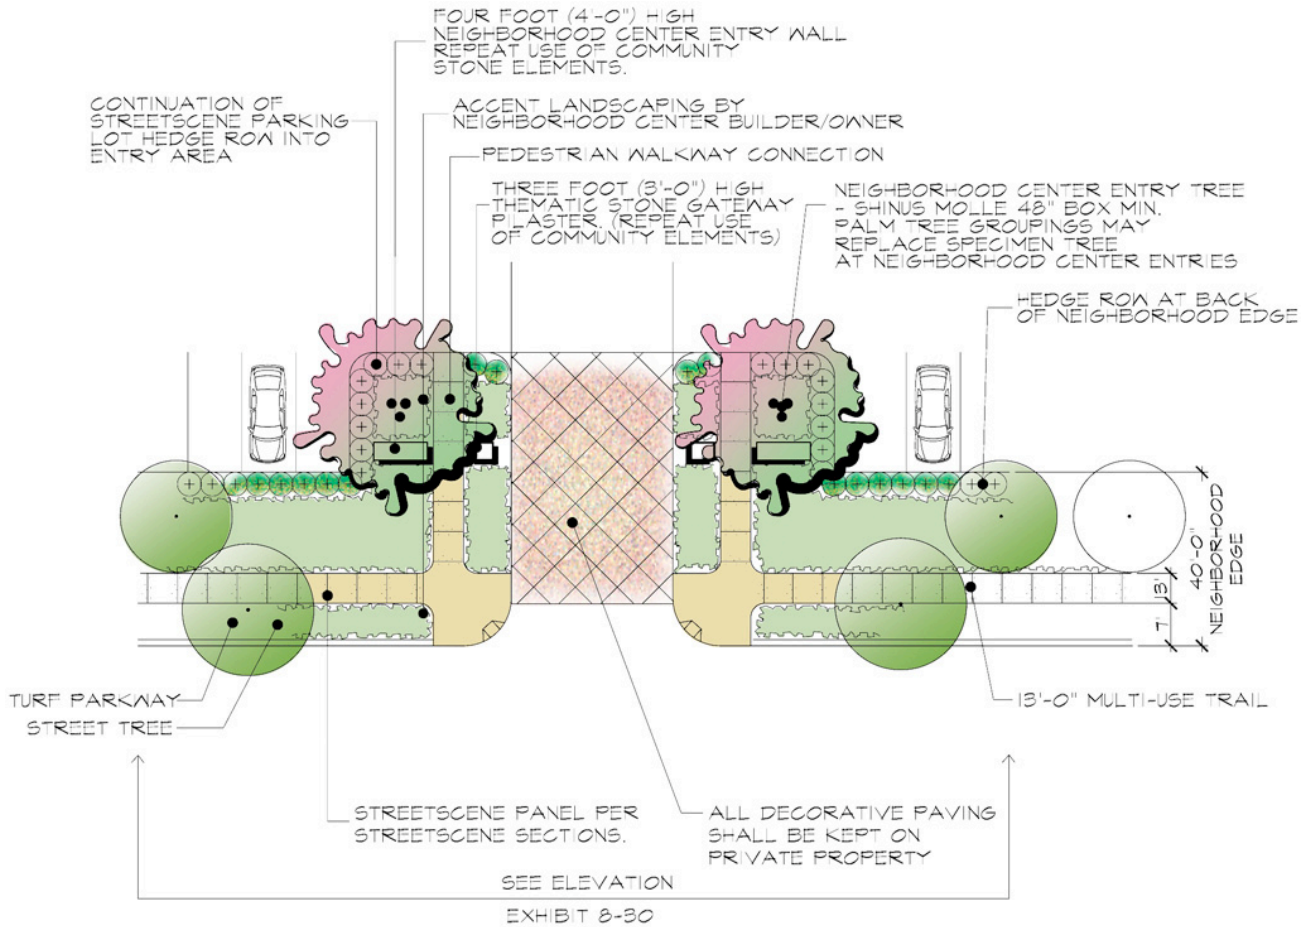 FOUR FOOT (4'-0") HIGH
NEIGHBORHOOD CENTER ENTRY WALL
REPEAT USE OF COMMUNITY
STONE ELEMENTS.
CONTINUATION OF
STREETSCENE PARKING
LOT HEDGE ROW INTO
ENTRY AREA
ACCENT LANDSCAPING BY
NEIGHBORHOOD CENTER BUILDER/OWNER
PEDESTRIAN WALKWAY CONNECTION
THREE FOOT (3'-0") HIGH
THEMATIC STONE GATEWAY
PILASTER. (REPEAT USE
OF COMMUNITY ELEMENTS)
NEIGHBORHOOD CENTER ENTRY TREE
- SHINUS MOLLE 48" BOX MIN.
PALM TREE GROUPINGS MAY
REPLACE SPECIMEN TREE
AT NEIGHBORHOOD CENTER ENTRIES
HEDGE ROW AT BACK
OF NEIGHBORHOOD EDGE
13'
7'
40'-0"
NEIGHBORHOOD
EDGE
TURF PARKWAY
STREET TREE
13'-0" MULTI-USE TRAIL
STREETSCENE PANEL PER
STREETSCENE SECTIONS.
ALL DECORATIVE PAVING
SHALL BE KEPT ON
PRIVATE PROPERTY
SEE ELEVATION
EXHIBIT 8-30